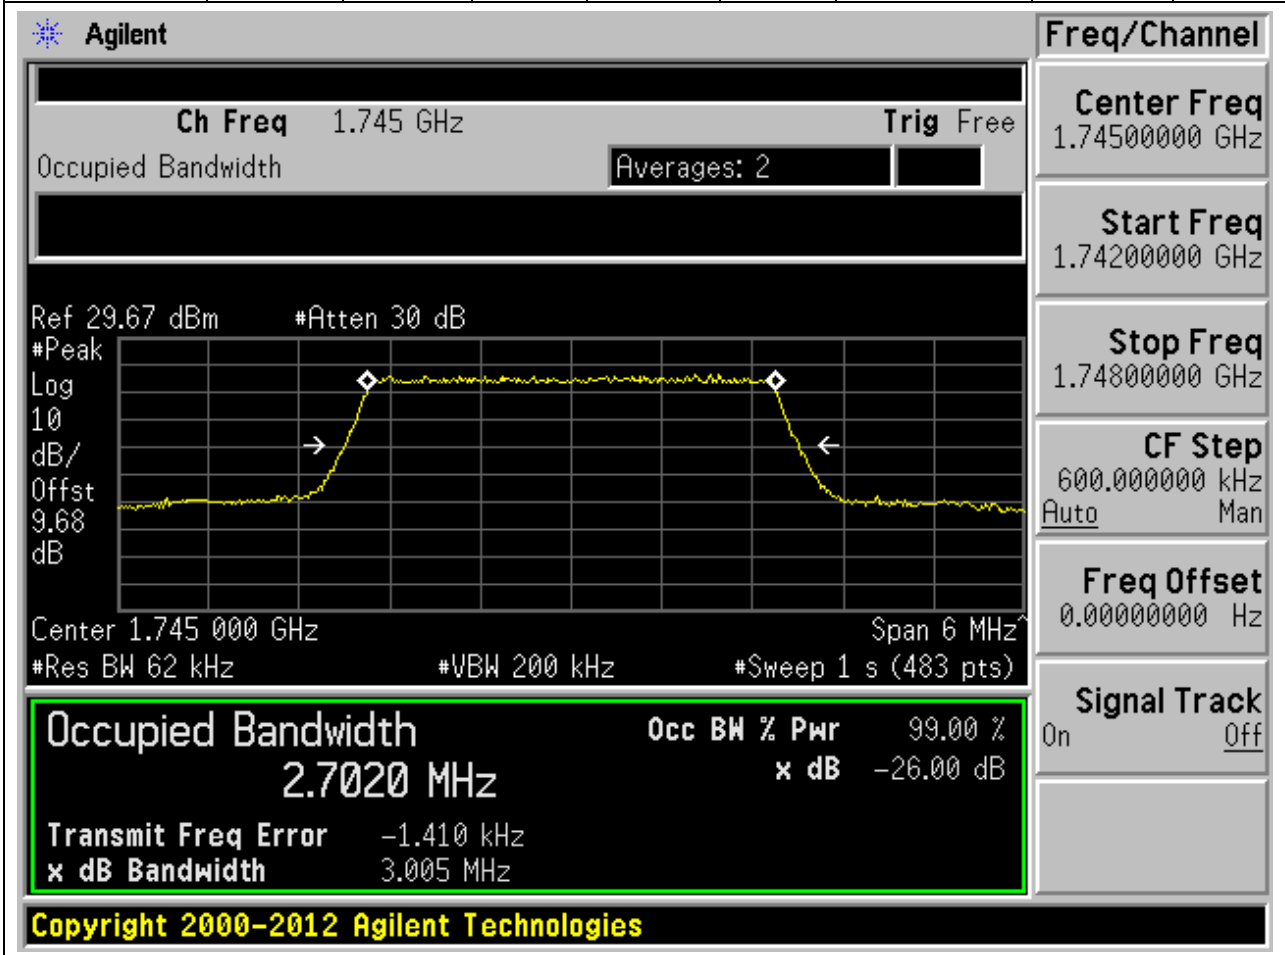 Agilent
Freq/Channel
Ch Freq 1.745 GHz Trig Free
Occupied Bandwidth Averages: 2
Center Freq
1.74500000 GHz
Start Freq
1.74200000 GHz
Stop Freq
1.74800000 GHz
CF Step
600.000000 kHz
Auto Man
Freq Offset
0.00000000 Hz
Signal Track
On Off
Ref 29.67 dBm #Atten 30 dB
#Peak
Log
10
dB/
Offst
9.68
dB
Center 1.745 000 GHz Span 6 MHz^
#Res BW 62 kHz #VBW 200 kHz #Sweep 1 s (483 pts)
Occupied Bandwidth Occ BW % Pwr 99.00 %
2.7020 MHz x dB -26.00 dB
Transmit Freq Error -1.410 kHz
x dB Bandwidth 3.005 MHz
Copyright 2000-2012 Agilent Technologies